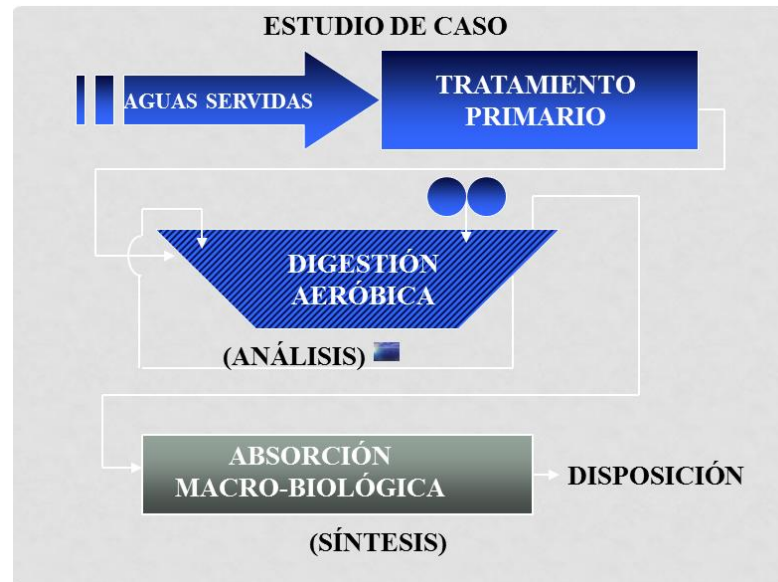 ESTUDIO DE CASO
AGUAS SERVIDAS
TRATAMIENTO
PRIMARIO
DIGESTIÓN
AERÓBICA
(ANÁLISIS)
ABSORCIÓN
MACRO-BIOLÓGICA
DISPOSICIÓN
(SÍNTESIS)